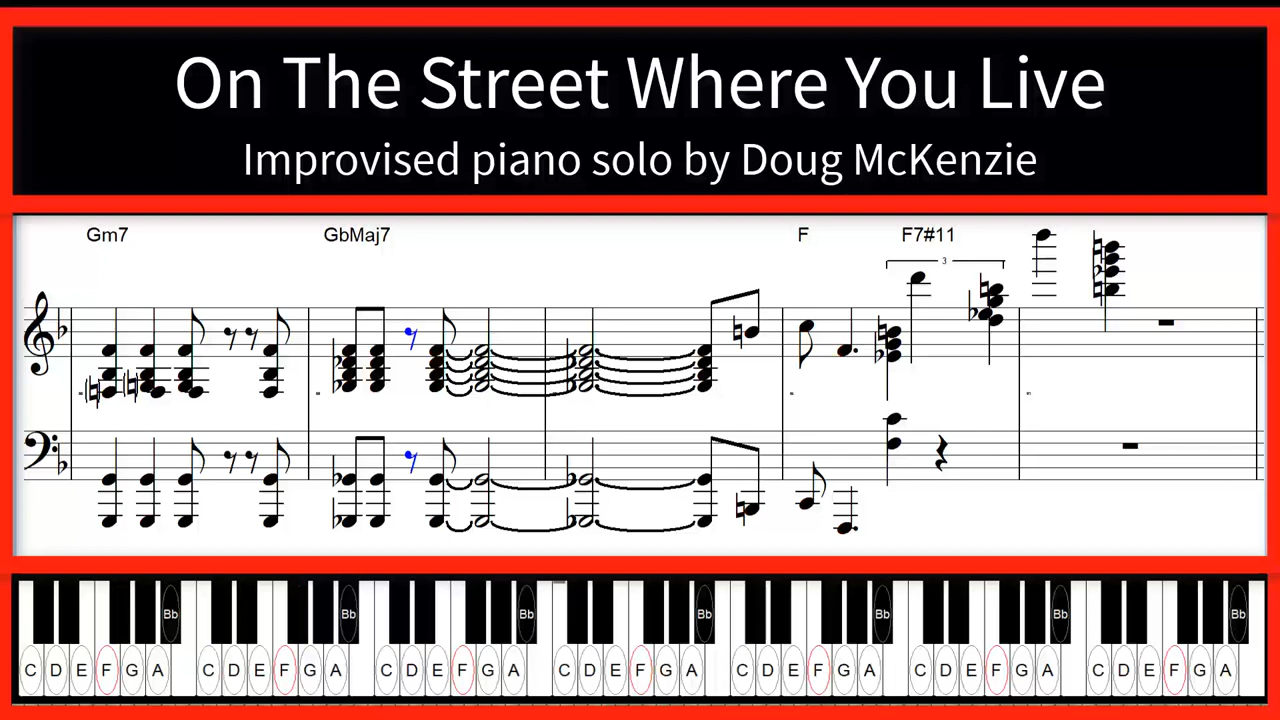 On The Street Where You Live
Improvised piano solo by Doug McKenzie
Gm7 GbMaj7 F F7#11
3
Bb Bb Bb Bb Bb Bb Bb
C D E F G A C D E F G A C D E F G A C D E F G A C D E F G A C D E F G A C D E F G A